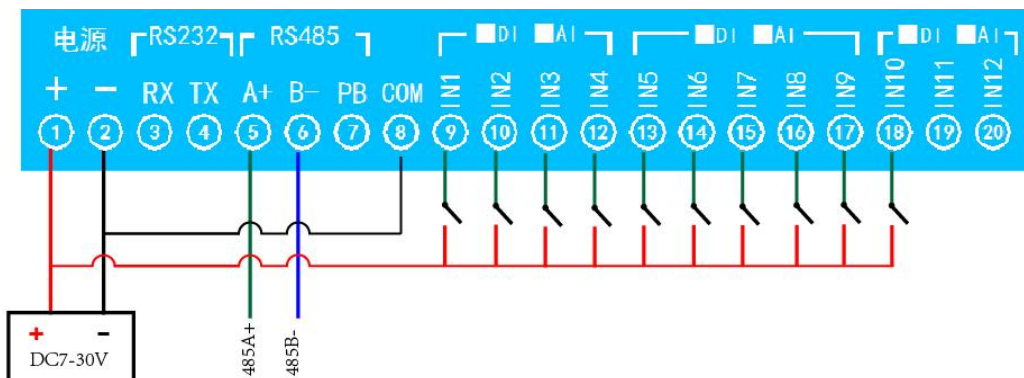 电源 RS232 RS485 DI AI DI AI DI AI
+ - RX TX A+ B- PB COM IN1 IN2 IN3 IN4 IN5 IN6 IN7 IN8 IN9 IN10 IN11 IN12
1 2 3 4 5 6 7 8 9 10 11 12 13 14 15 16 17 18 19 20
+ -
DC7-30V
485A+
485B-